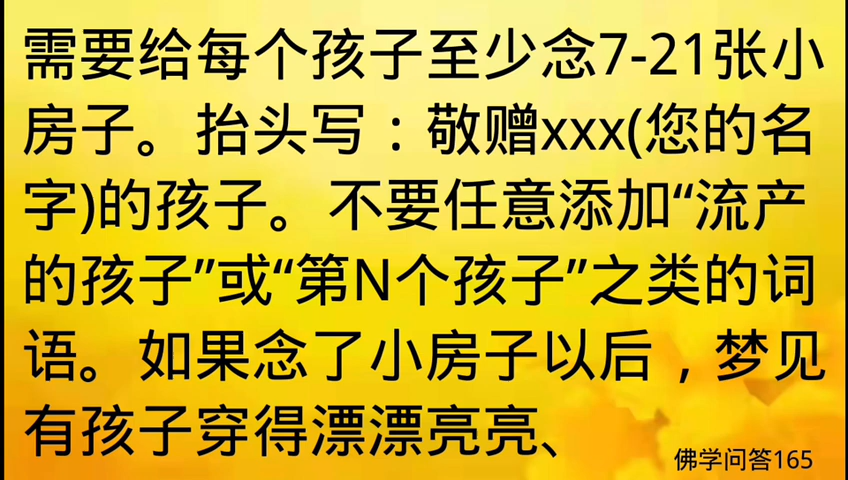 需要给每个孩子至少念7-21张小
房子。抬头写：敬赠xxx(您的名
字)的孩子。不要任意添加“流产
的孩子”或“第N个孩子”之类的词
语。如果念了小房子以后，梦见
有孩子穿得漂漂亮亮、
佛学问答165